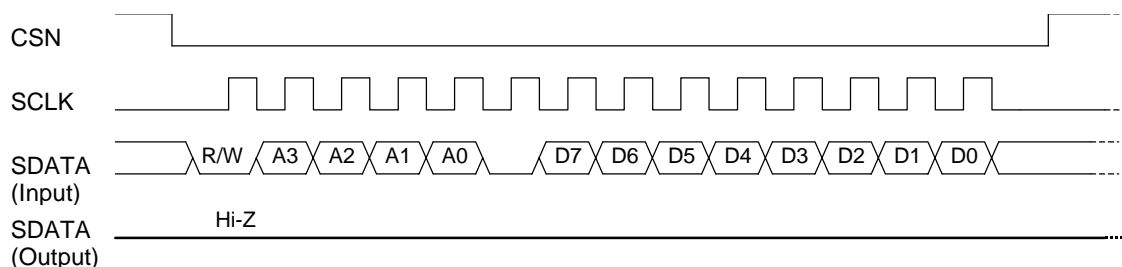 CSN
SCLK
SDATA
(Input)
R/W A3 A2 A1 A0 D7 D6 D5 D4 D3 D2 D1 D0
SDATA
(Output)
Hi-Z